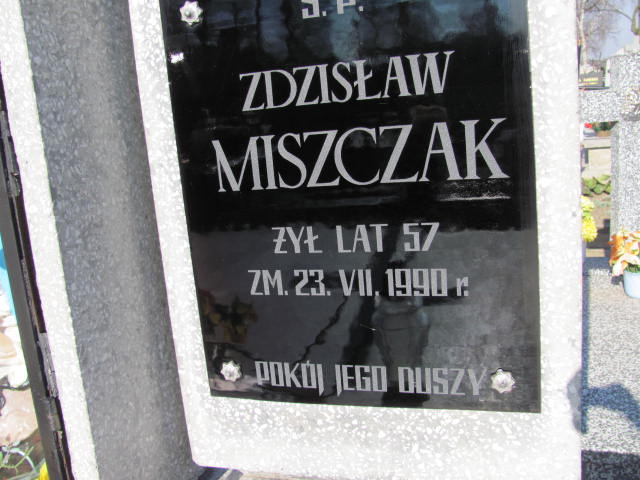 Ś. P.
ZDZISŁAW
MISZCZAK
ŻYŁ LAT 57
ZM. 23. VII. 1990 r.
POKÓJ JEGO DUSZY